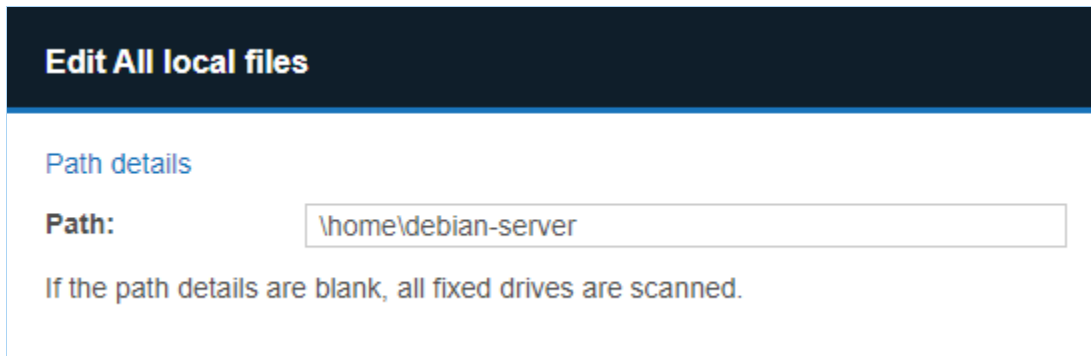 Edit All local files
Path details
Path: \home\debian-server
If the path details are blank, all fixed drives are scanned.